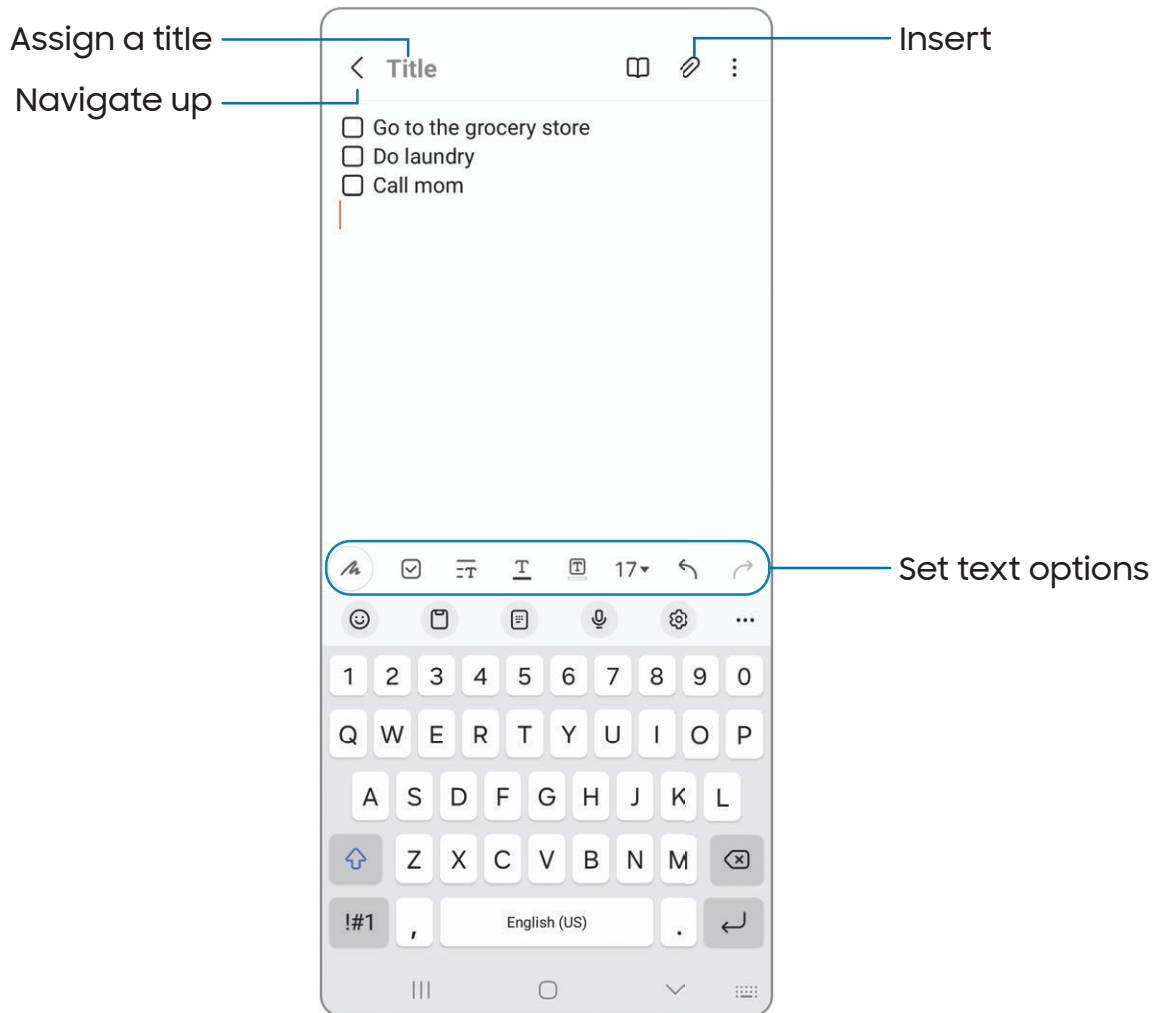 Assign a title
Insert
Title
Navigate up
Go to the grocery store
Do laundry
Call mom
T T T 17
Set text options
1 2 3 4 5 6 7 8 9 0
Q W E R T Y U I O P
A S D F G H J K L
Z X C V B N M
!#1 , English (US) .